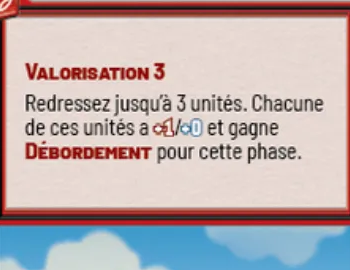 VALORISATION 3
Redressez jusqu'à 3 unités. Chacune
de ces unités a +1/+0 et gagne
DÉBORDEMENT pour cette phase.